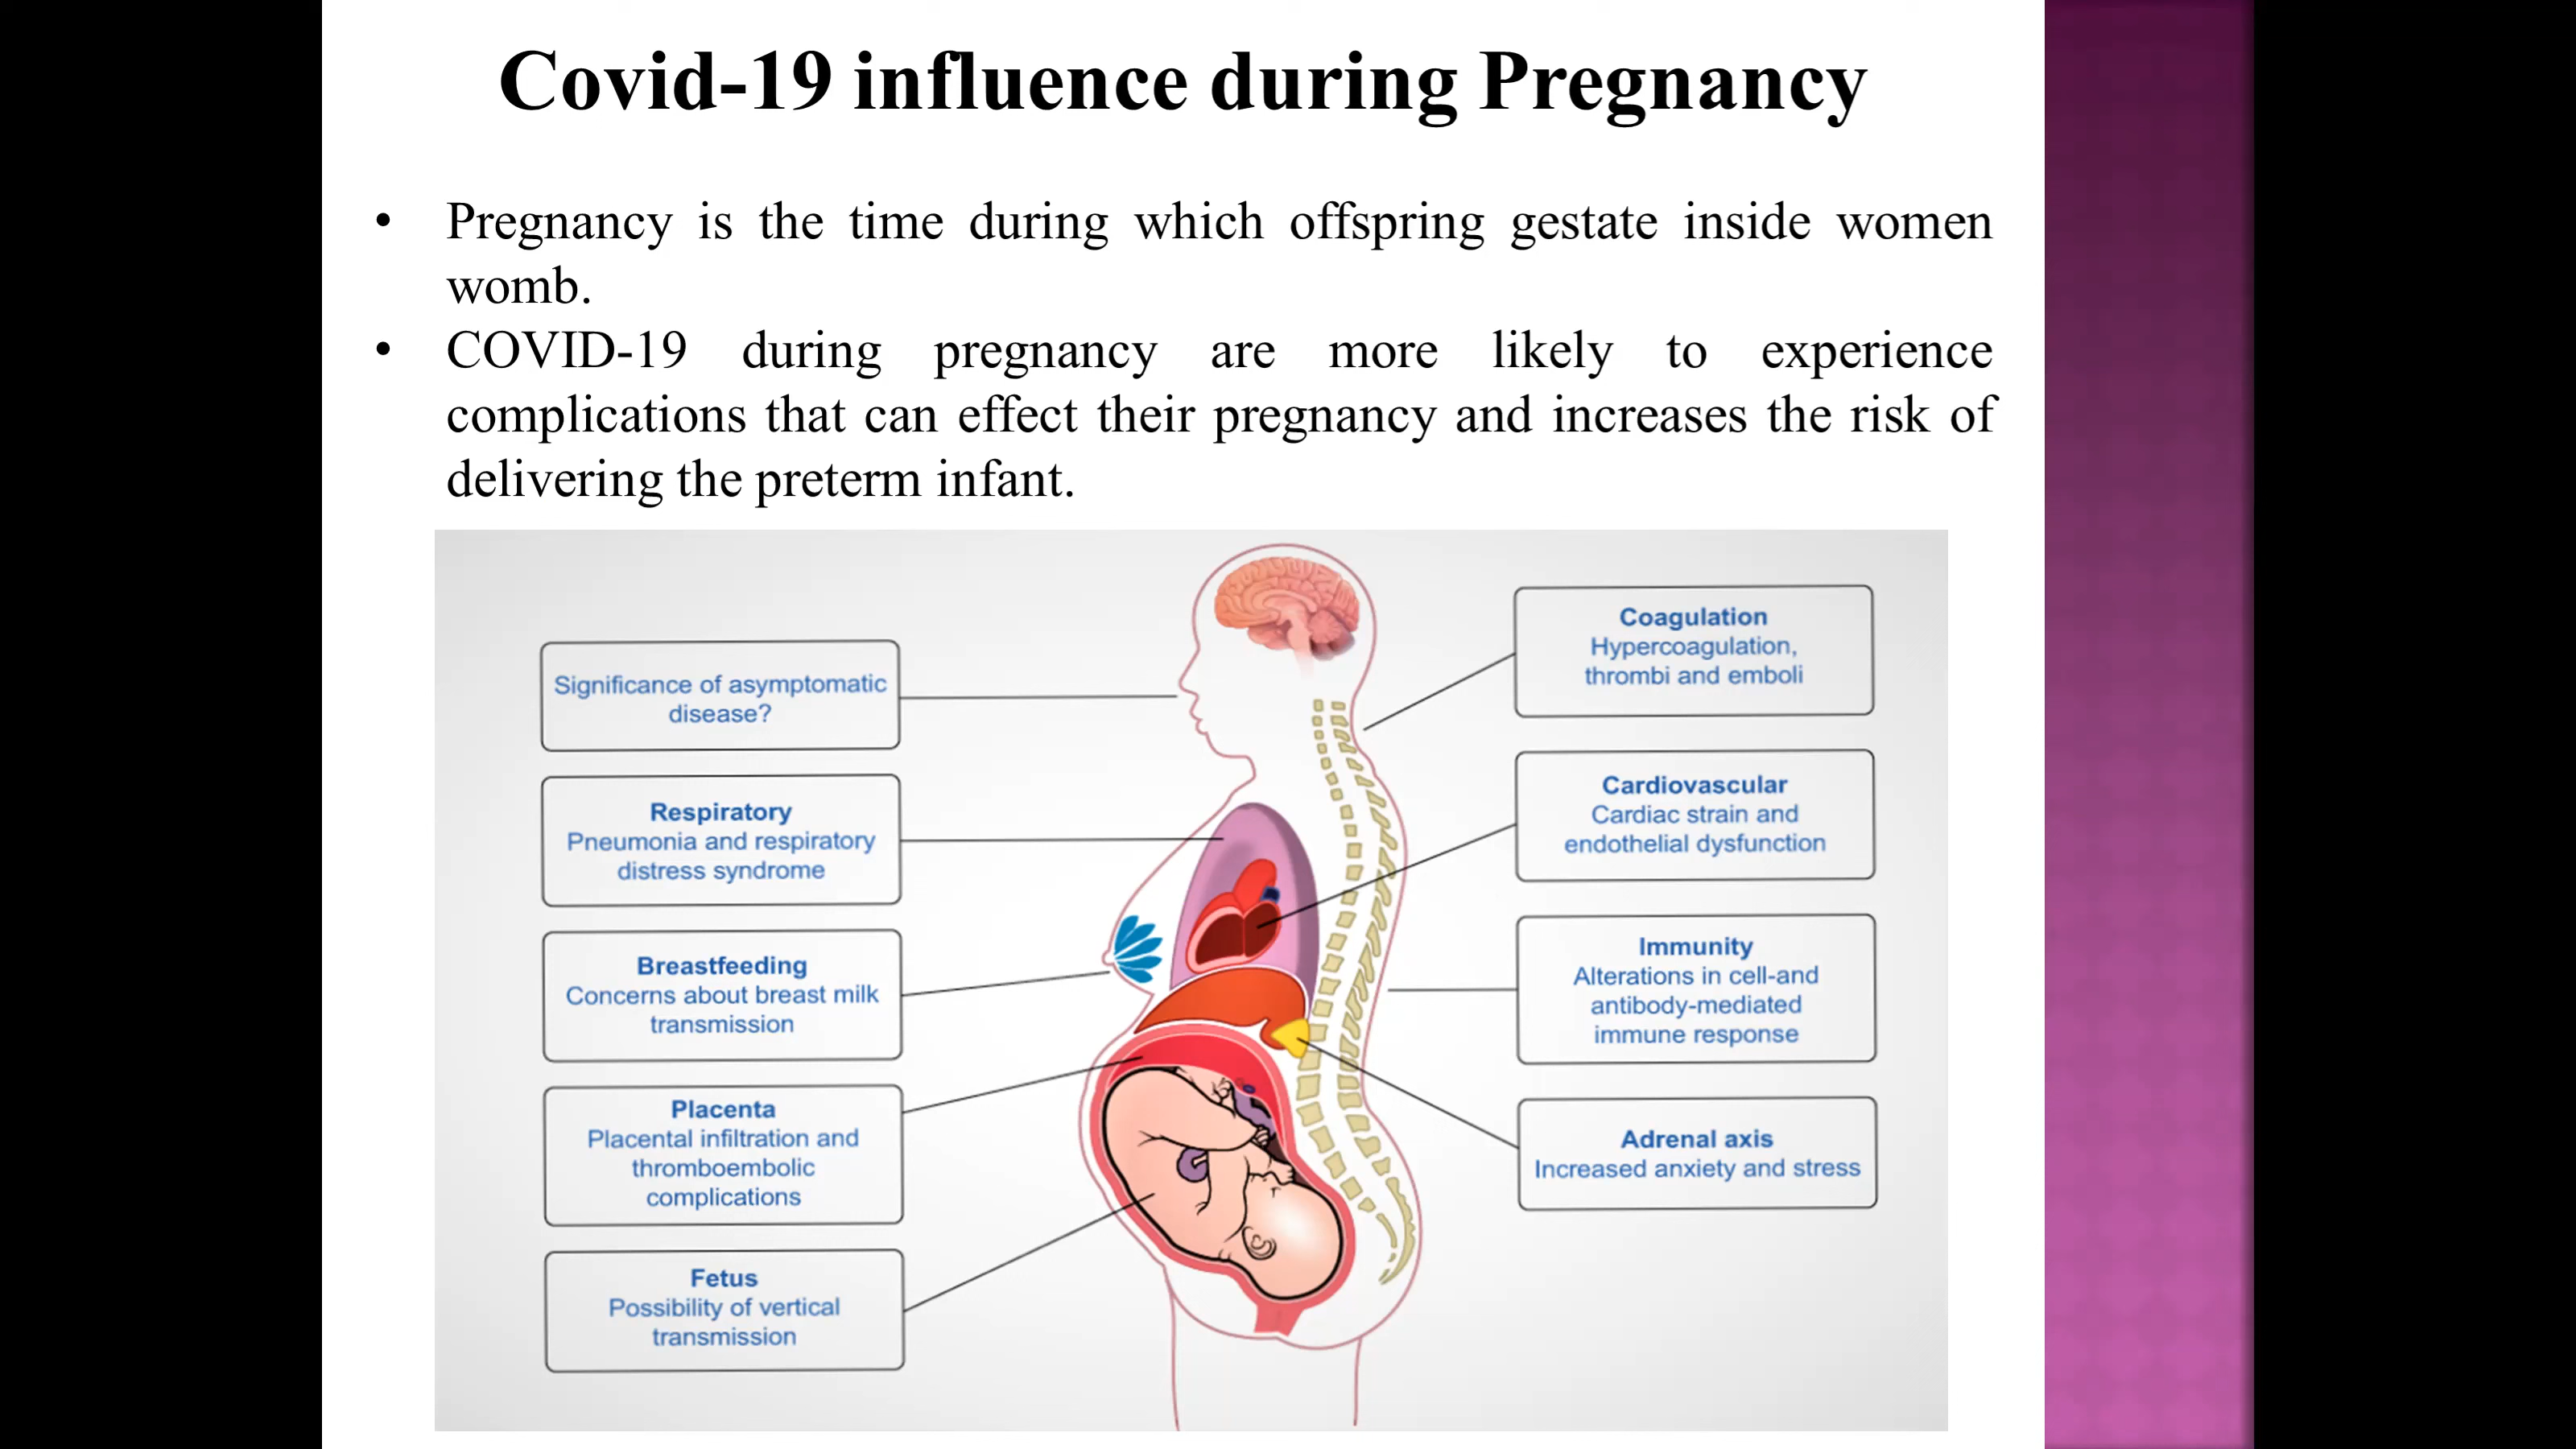 Covid-19 influence during Pregnancy
• Pregnancy is the time during which offspring gestate inside women
womb.
• COVID-19 during pregnancy are more likely to experience
complications that can effect their pregnancy and increases the risk of
delivering the preterm infant.
Significance of asymptomatic
disease?
Respiratory
Pneumonia and respiratory
distress syndrome
Breastfeeding
Concerns about breast milk
transmission
Placenta
Placental infiltration and
thromboembolic
complications
Fetus
Possibility of vertical
transmission
Coagulation
Hypercoagulation,
thrombi and emboli
Cardiovascular
Cardiac strain and
endothelial dysfunction
Immunity
Alterations in cell-and
antibody-mediated
immune response
Adrenal axis
Increased anxiety and stress